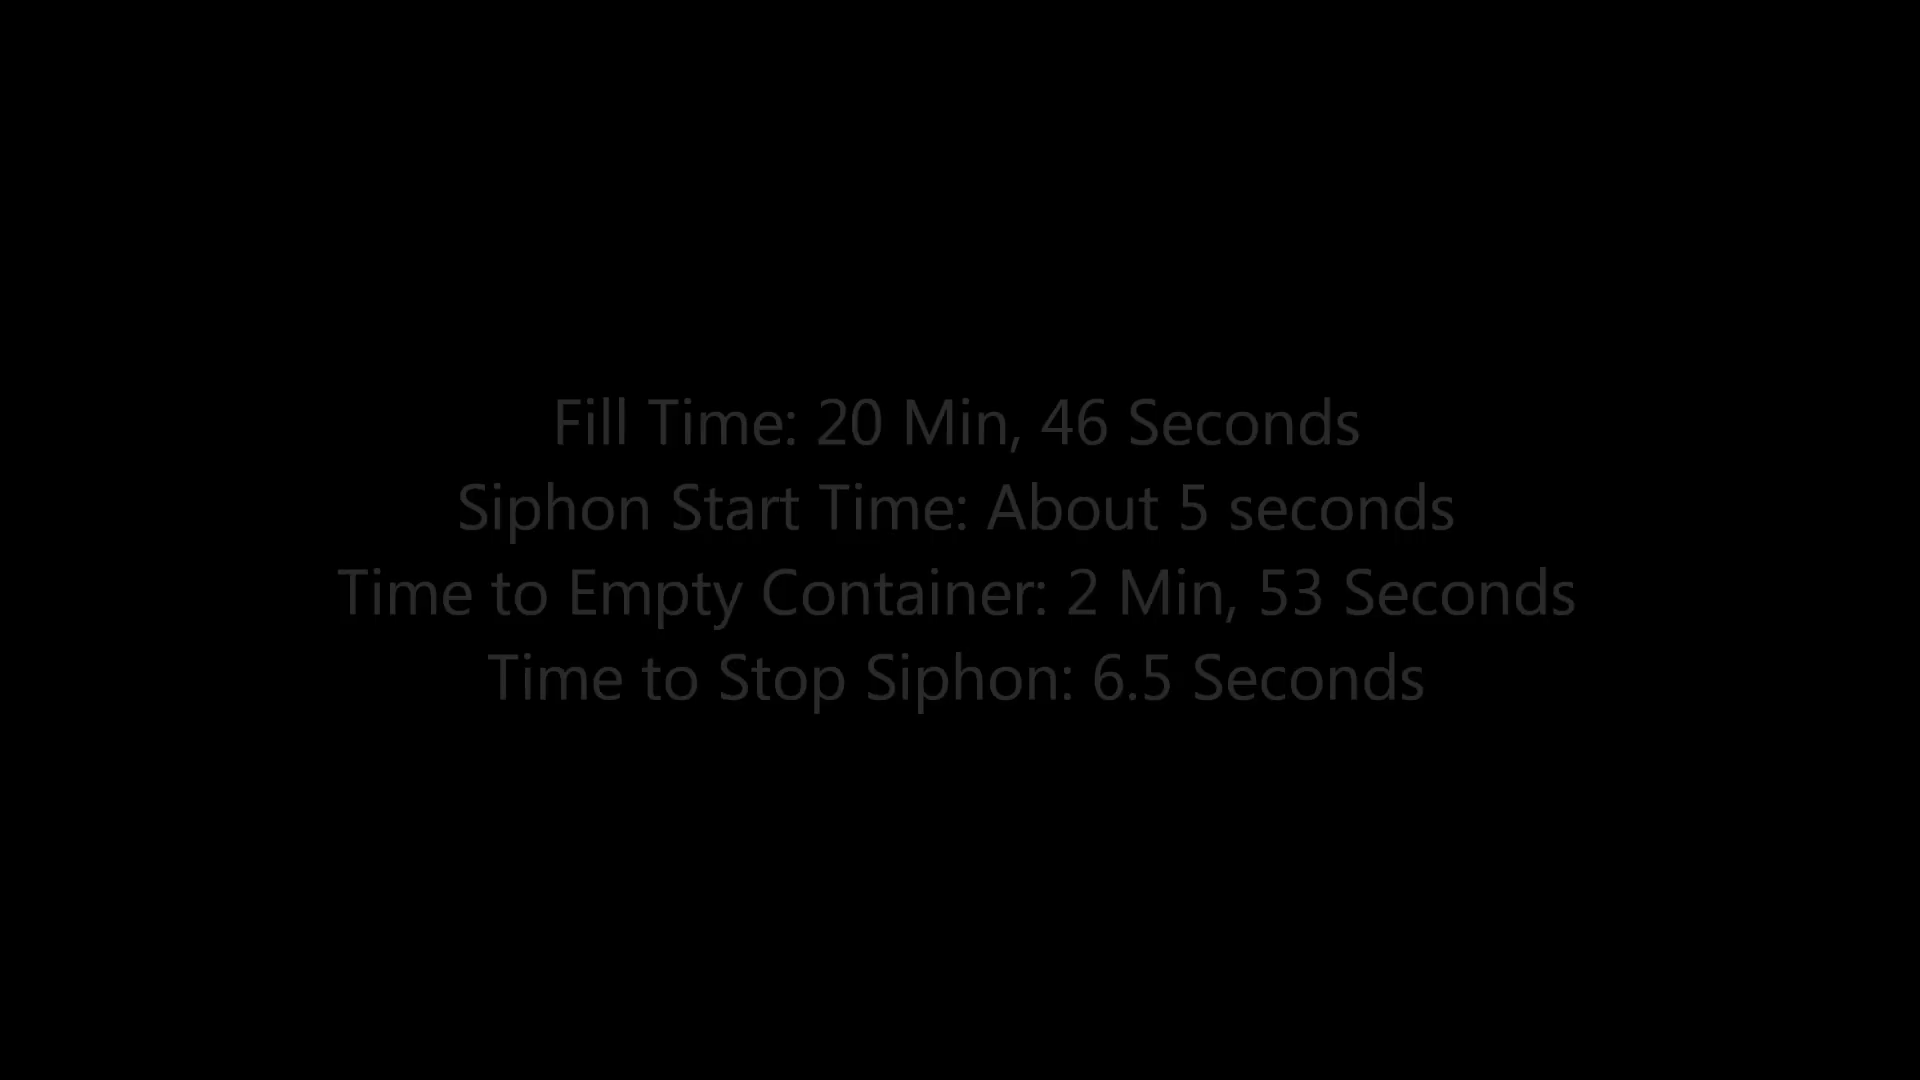 Fill Time: 20 Min, 46 Seconds
Siphon Start Time: About 5 seconds
Time to Empty Container: 2 Min, 53 Seconds
Time to Stop Siphon: 6.5 Seconds